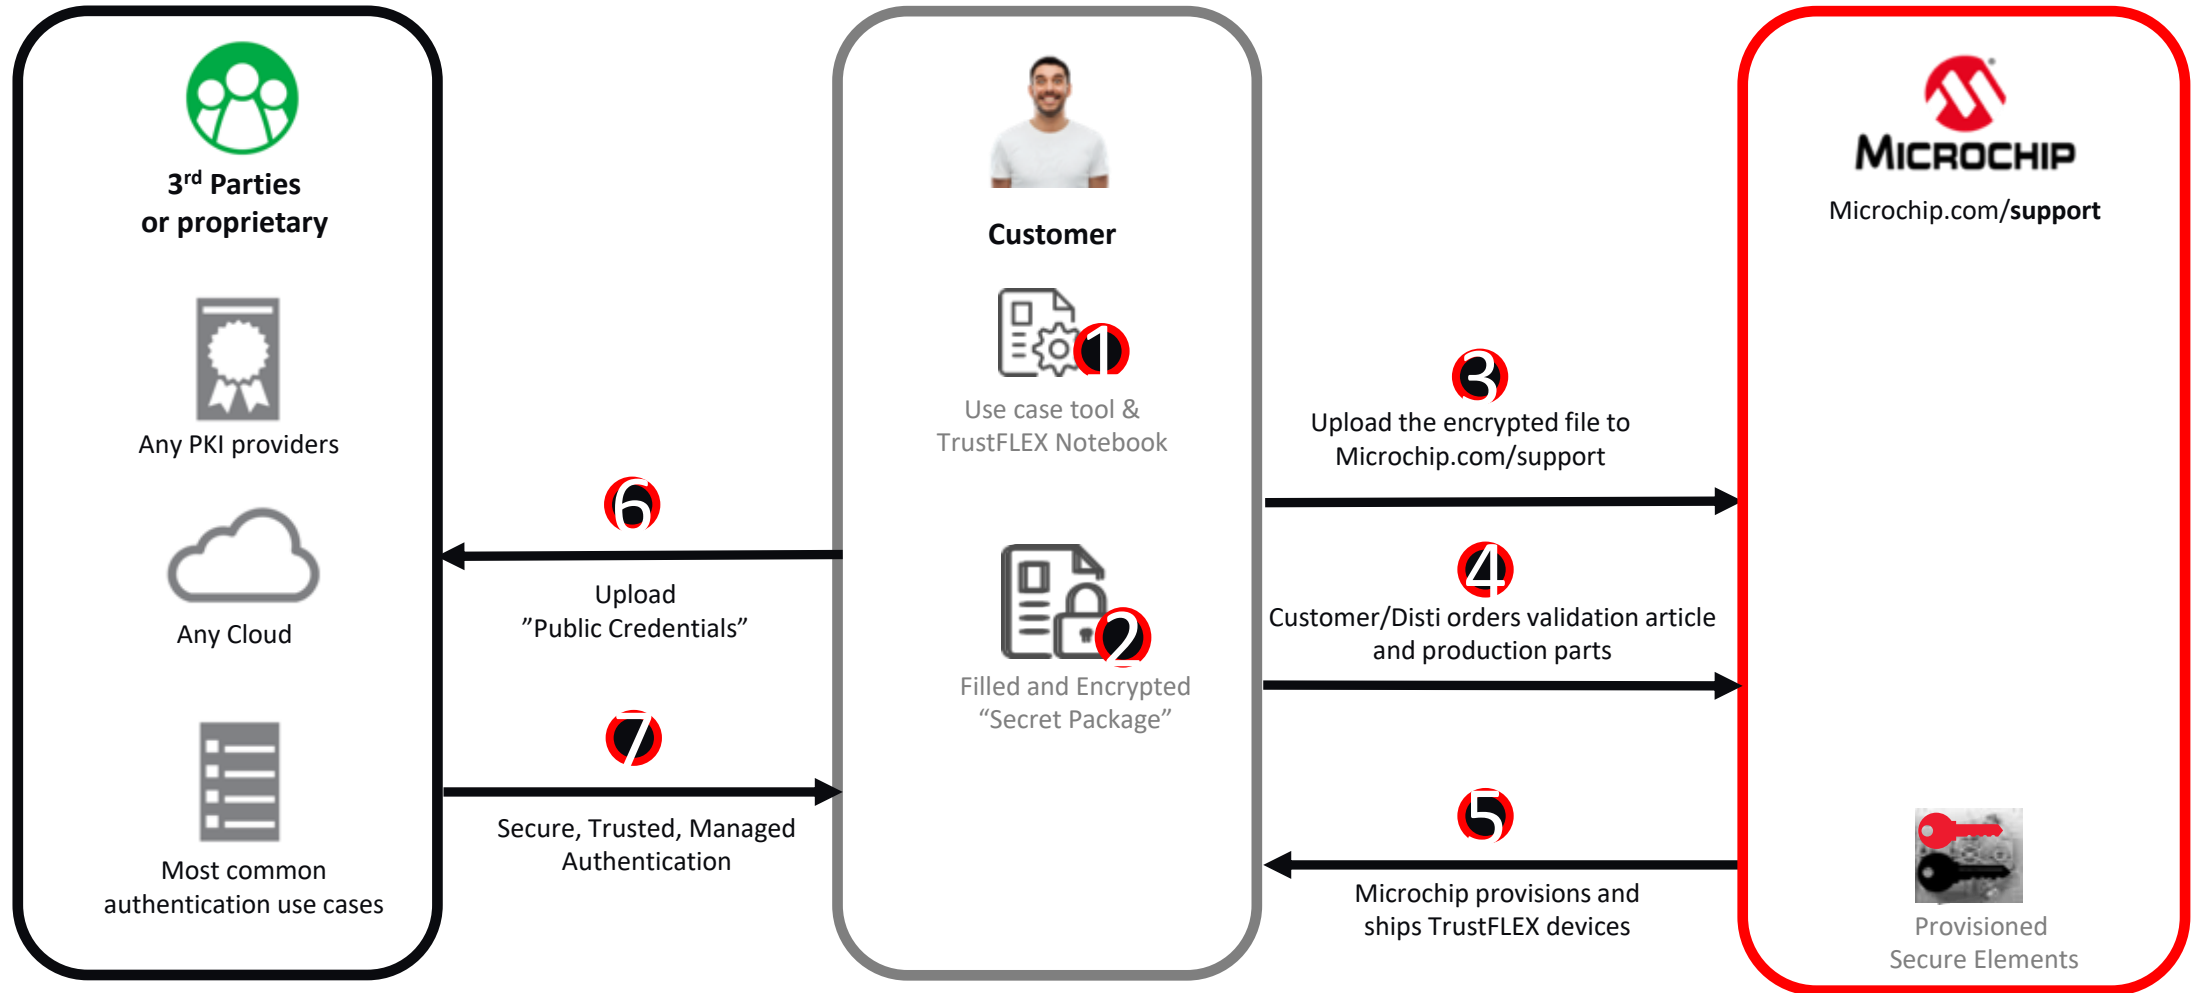 3rd Parties
or proprietary
Any PKI providers
Any Cloud
Most common
authentication use cases
6
Upload
”Public Credentials”
7
Secure, Trusted, Managed
Authentication
Customer
1
Use case tool &
TrustFLEX Notebook
2
Filled and Encrypted
“Secret Package”
3
Upload the encrypted file to
Microchip.com/support
4
Customer/Disti orders validation article
and production parts
5
Microchip provisions and
ships TrustFLEX devices
MICROCHIP
Microchip.com/support
Provisioned
Secure Elements